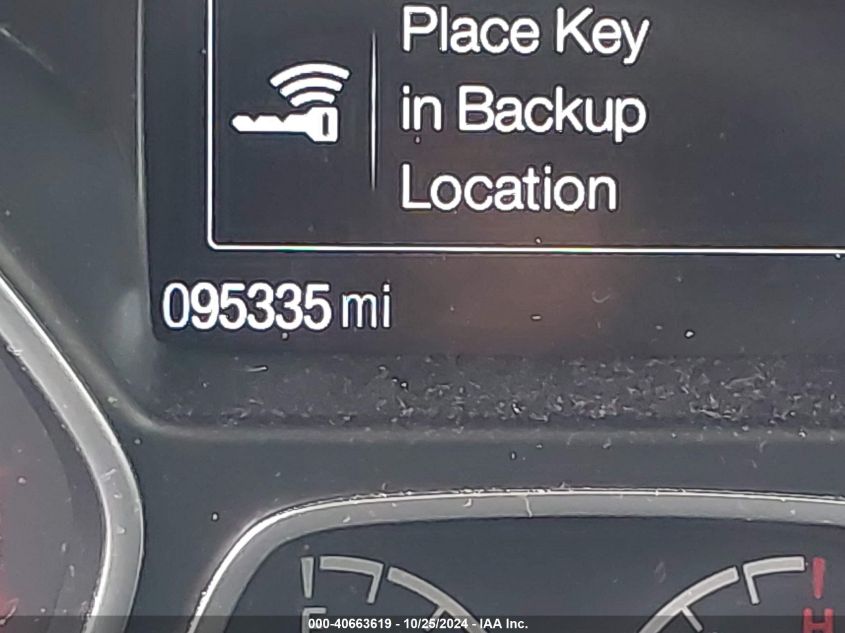 Place Key
in Backup
Location
095335 mi
H
000-40663619 - 10/25/2024 - IAA Inc.